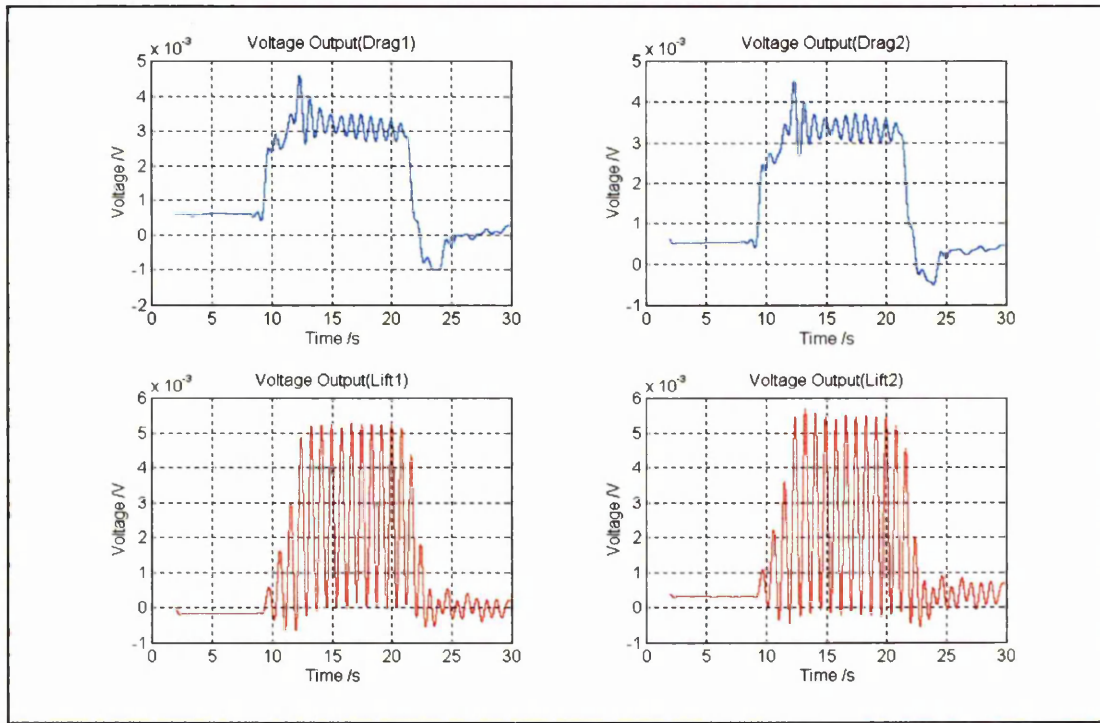 Voltage Output(Drag1)
x 10⁻³
5
4
3
2
1
0
-1
-2
Voltage /V
0 5 10 15 20 25 30
Time /s
Voltage Output(Drag2)
x 10⁻³
5
4
3
2
1
0
-1
Voltage /V
0 5 10 15 20 25 30
Time /s
Voltage Output(Lift1)
x 10⁻³
6
5
4
3
2
1
0
-1
Voltage /V
0 5 10 15 20 25 30
Time /s
Voltage Output(Lift2)
x 10⁻³
6
5
4
3
2
1
0
-1
Voltage /V
0 5 10 15 20 25 30
Time /s